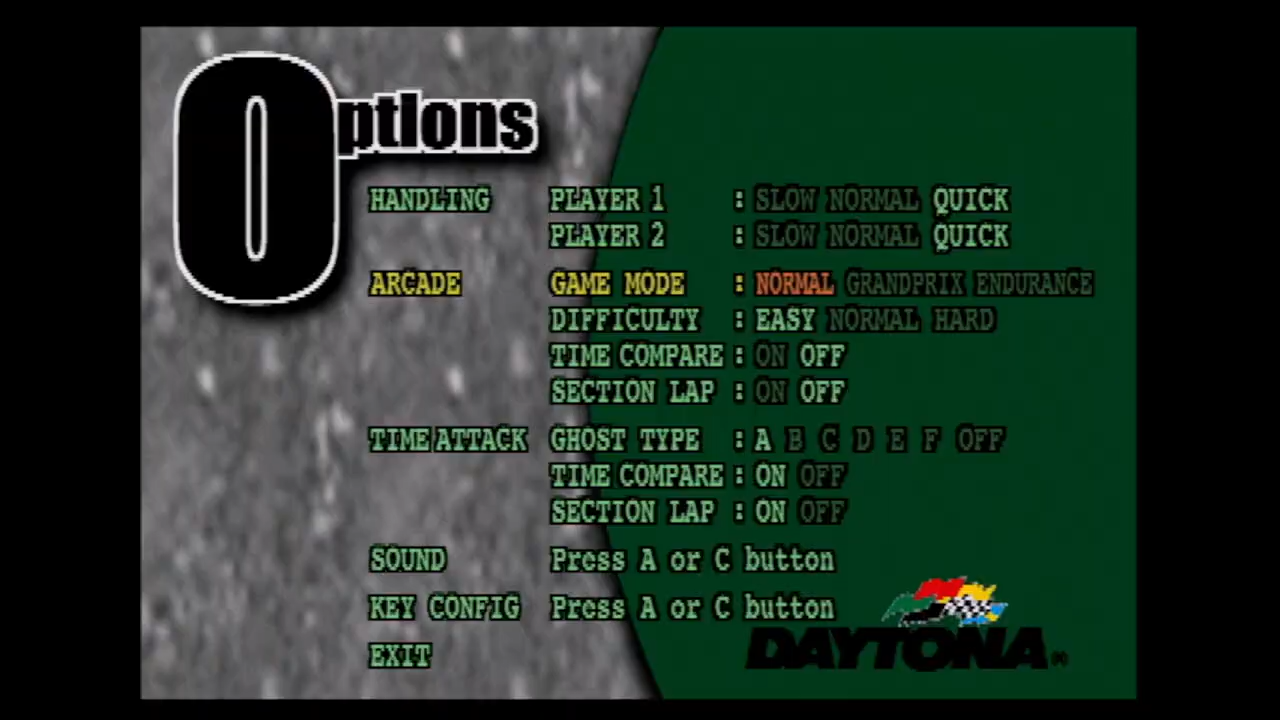 Options
HANDLING PLAYER 1 : SLOW NORMAL QUICK
PLAYER 2 : SLOW NORMAL QUICK
ARCADE GAME MODE : NORMAL GRANDPRIX ENDURANCE
DIFFICULTY : EASY NORMAL HARD
TIME COMPARE : ON OFF
SECTION LAP : ON OFF
TIME ATTACK GHOST TYPE : A B C D E F OFF
TIME COMPARE : ON OFF
SECTION LAP : ON OFF
SOUND Press A or C button
KEY CONFIG Press A or C button
EXIT
DAYTONA